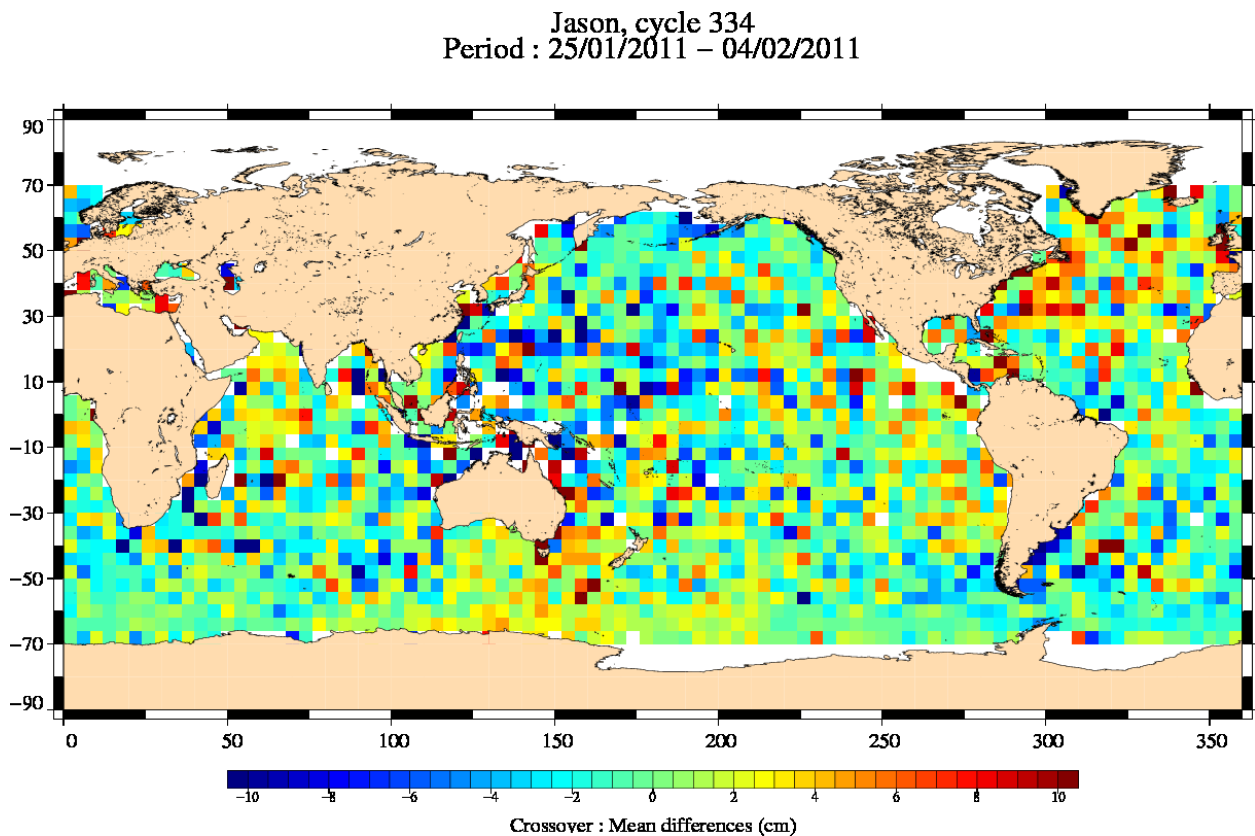 Jason, cycle 334
Period : 25/01/2011 − 04/02/2011
90
70
50
30
10
−10
−30
−50
−70
−90
0 50 100 150 200 250 300 350
−10 −8 −6 −4 −2 0 2 4 6 8 10
Crossover : Mean differences (cm)